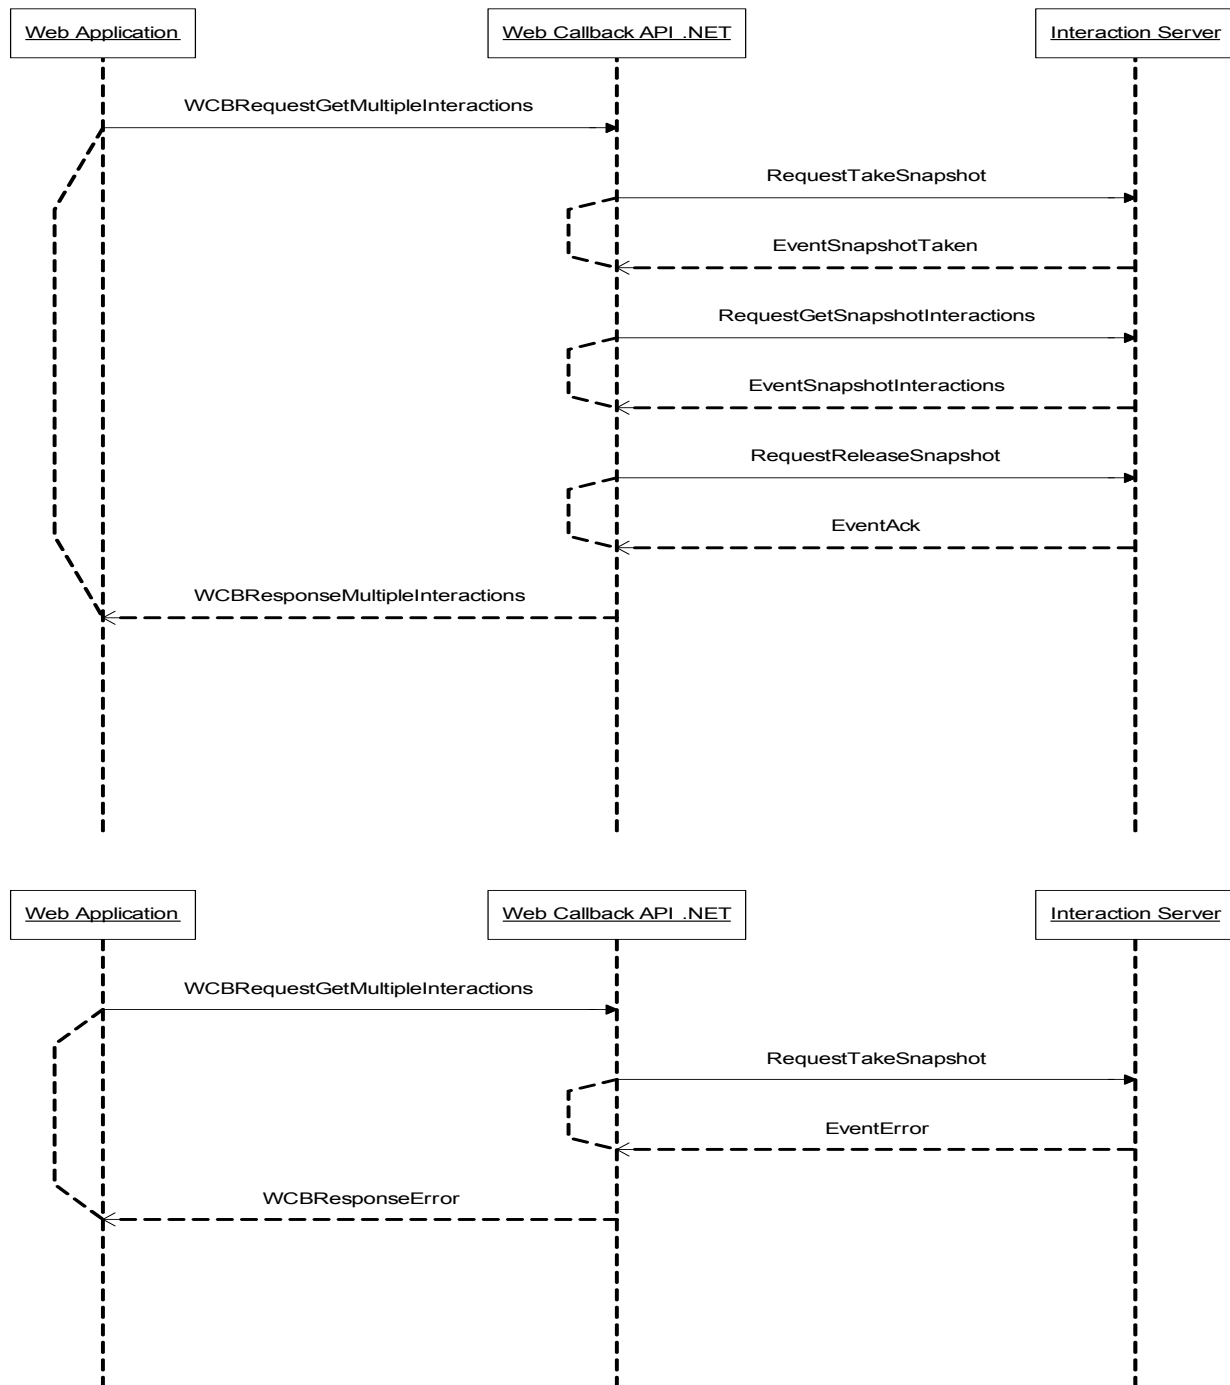 Web Application
Web Callback API .NET
Interaction Server
WCBRequestGetMultipleInteractions
RequestTakeSnapshot
EventSnapshotTaken
RequestGetSnapshotInteractions
EventSnapshotInteractions
RequestReleaseSnapshot
EventAck
WCBResponseMultipleInteractions
Web Application
Web Callback API .NET
Interaction Server
WCBRequestGetMultipleInteractions
RequestTakeSnapshot
EventError
WCBResponseError